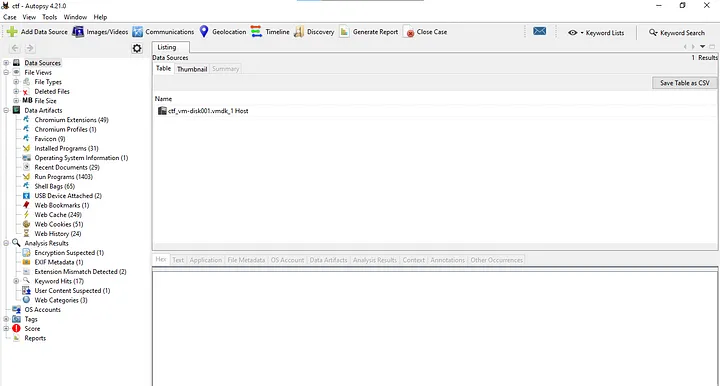 ctf - Autopsy 4.21.0
Case View Tools Window Help
Add Data Source Images/Videos Communications Geolocation Timeline Discovery Generate Report Close Case Keyword Lists Keyword Search
Listing
Data Sources
1 Results
Table Thumbnail Summary
Save Table as CSV
Name
ctf_vm-disk001.vmdk_1 Host
Data Sources
File Views
File Types
Deleted Files
MB File Size
Data Artifacts
Chromium Extensions (49)
Chromium Profiles (1)
Favicon (9)
Installed Programs (31)
Operating System Information (1)
Recent Documents (29)
Run Programs (1403)
Shell Bags (65)
USB Device Attached (2)
Web Bookmarks (1)
Web Cache (249)
Web Cookies (51)
Web History (24)
Analysis Results
Encryption Suspected (1)
EXIF Metadata (1)
Extension Mismatch Detected (2)
Keyword Hits (17)
User Content Suspected (1)
Web Categories (3)
OS Accounts
Tags
Score
Reports
Hex Text Application File Metadata OS Account Data Artifacts Analysis Results Context Annotations Other Occurrences